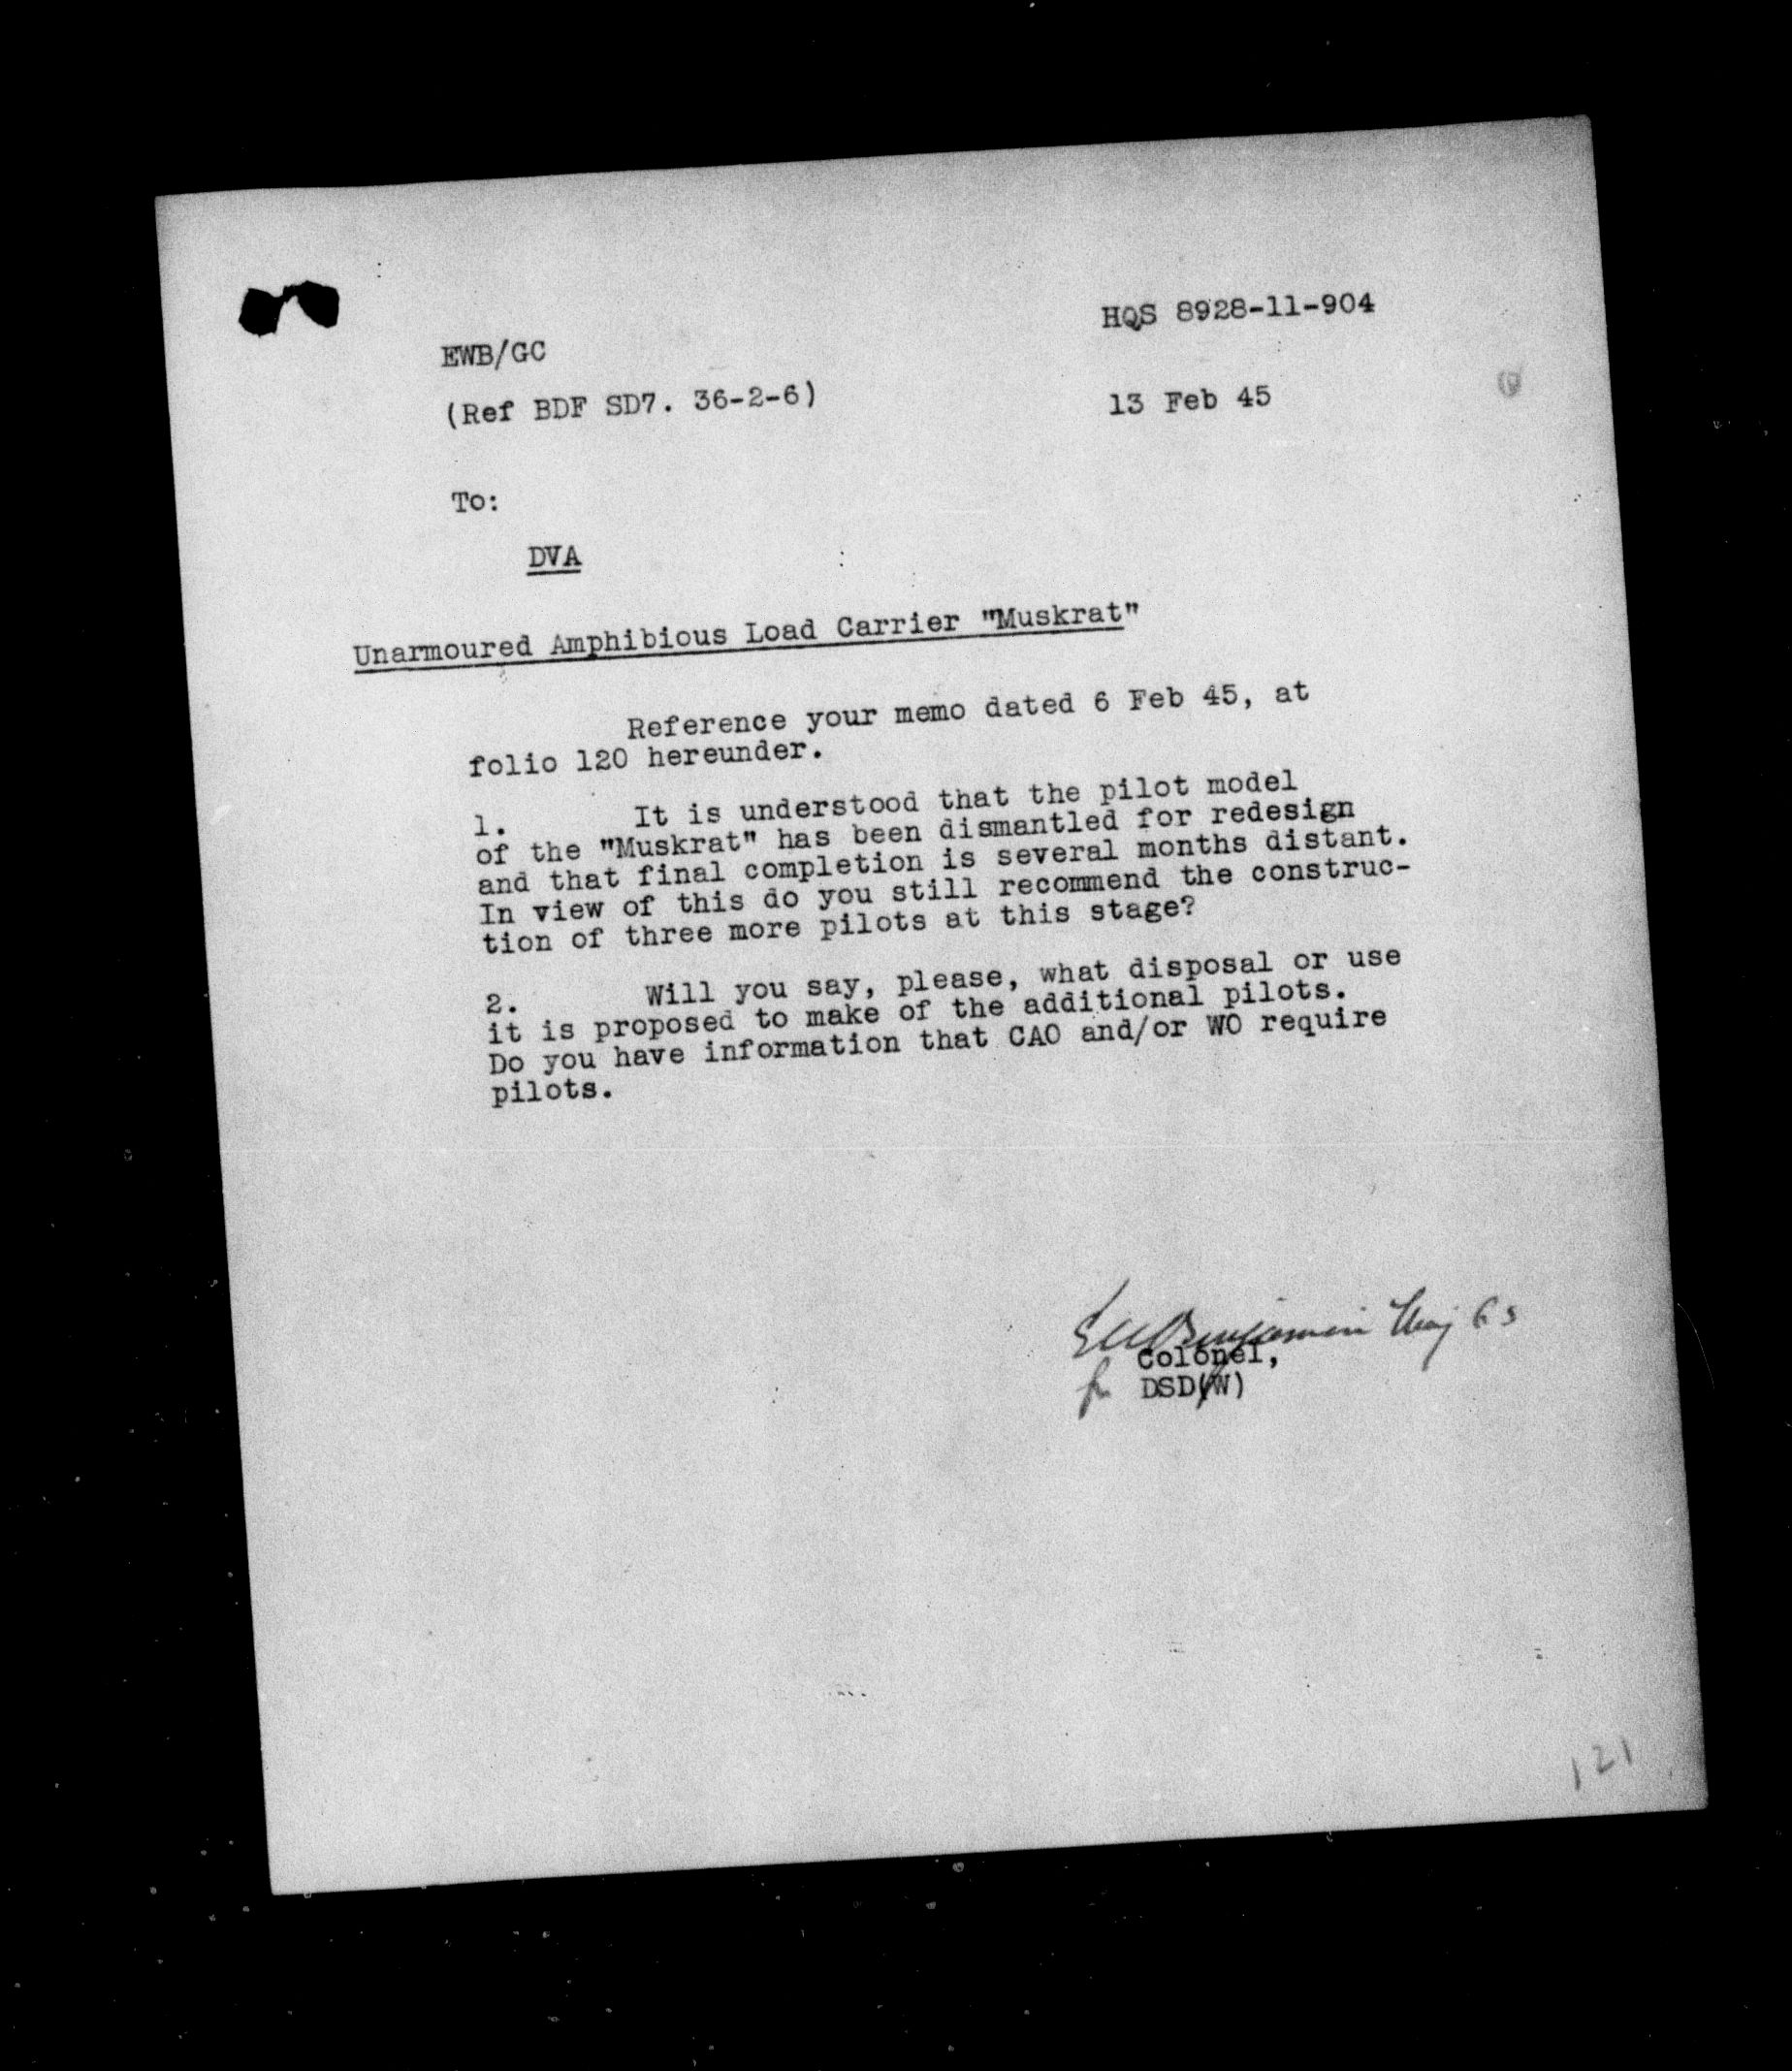 HQS 8928-11-904
EWB/GC
(Ref BDF SD7. 36-2-6)
13 Feb 45
To:
DVA
Unarmoured Amphibious Load Carrier "Muskrat"
Reference your memo dated 6 Feb 45, at
folio 120 hereunder.
1. It is understood that the pilot model
of the "Muskrat" has been dismantled for redesign
and that final completion is several months distant.
In view of this do you still recommend the construc-
tion of three more pilots at this stage?
2. Will you say, please, what disposal or use
it is proposed to make of the additional pilots.
Do you have information that CAO and/or WO require
pilots.
EWBenjamin Maj GS
Colonel,
for DSD(W)
121